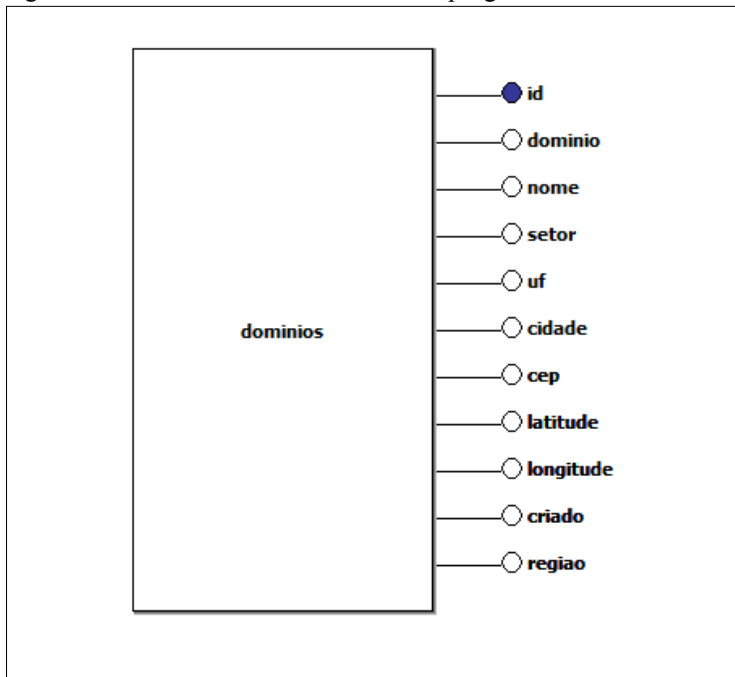 id
dominio
nome
setor
uf
dominios
cidade
cep
latitude
longitude
criado
regiao